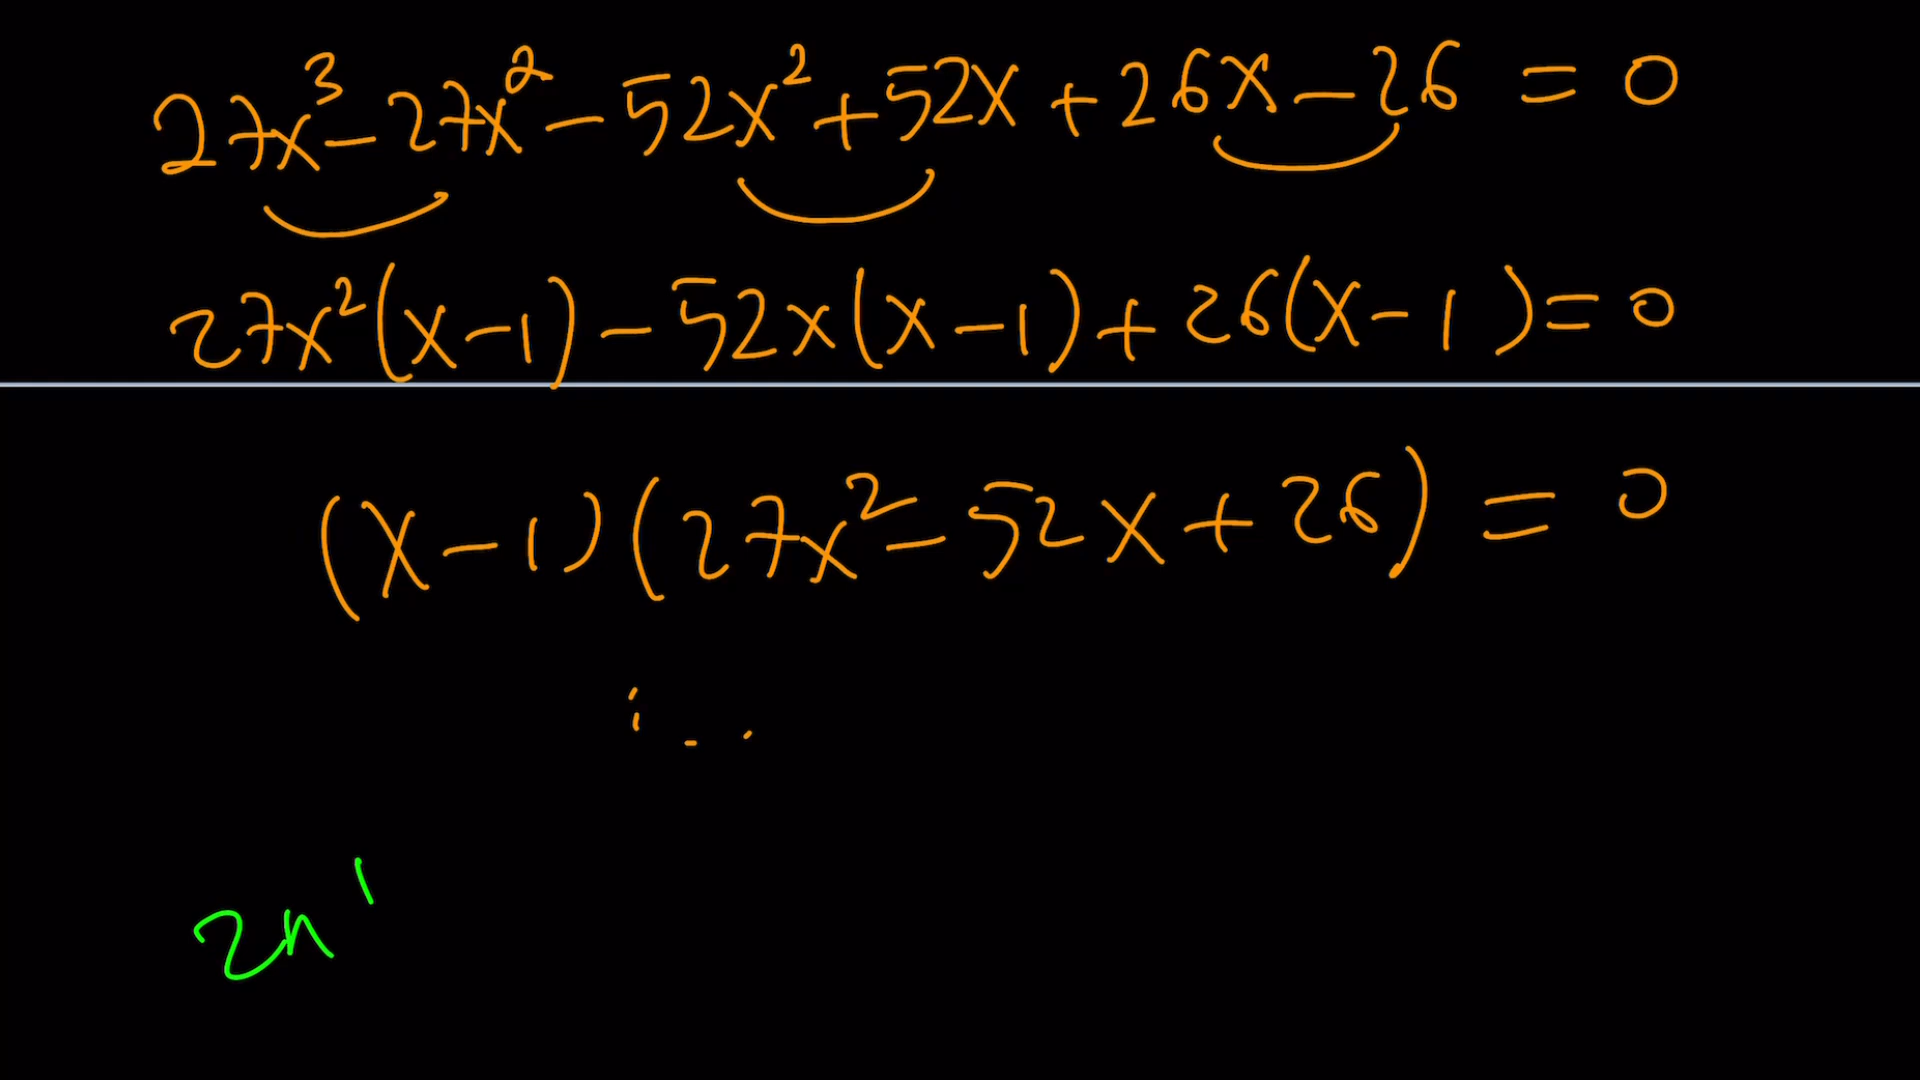 27x³ - 27x² - 52x² + 52x + 26x - 26 = 0
27x²(x-1) - 52x(x-1) + 26(x-1) = 0
(x-1)(27x² - 52x + 26) = 0
2n